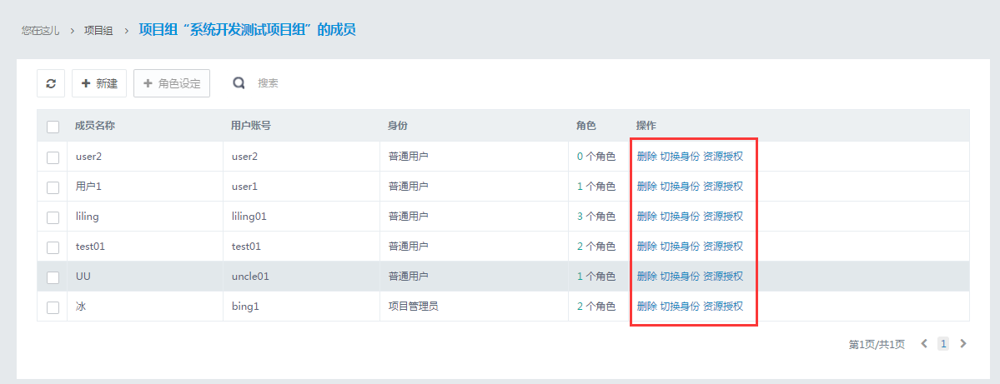 您在这儿 > 项目组 > 项目组“系统开发测试项目组”的成员
新建 角色设定 搜索
成员名称 用户账号 身份 角色 操作
user2 user2 普通用户 0 个角色 删除 切换身份 资源授权
用户1 user1 普通用户 1 个角色 删除 切换身份 资源授权
liling liling01 普通用户 3 个角色 删除 切换身份 资源授权
test01 test01 普通用户 2 个角色 删除 切换身份 资源授权
UU uncle01 普通用户 1 个角色 删除 切换身份 资源授权
冰 bing1 项目管理员 2 个角色 删除 切换身份 资源授权
第1页/共1页 1